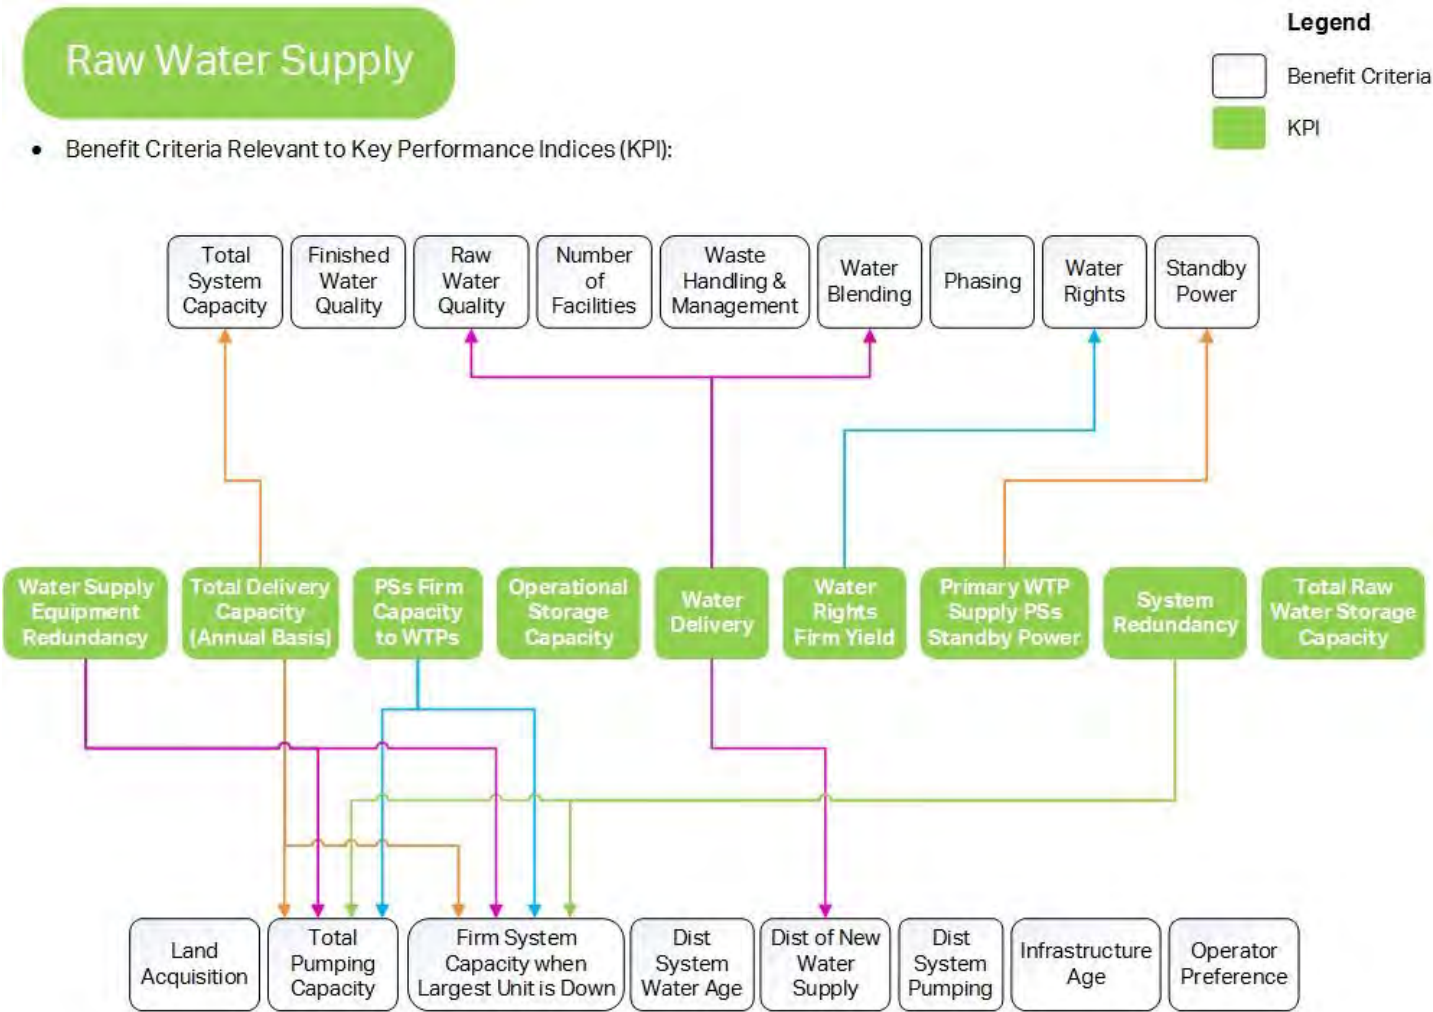 Raw Water Supply
Legend
Benefit Criteria
KPI
• Benefit Criteria Relevant to Key Performance Indices (KPI):
Total
System
Capacity
Finished
Water
Quality
Raw
Water
Quality
Number
of
Facilities
Waste
Handling &
Management
Water
Blending
Phasing
Water
Rights
Standby
Power
Water Supply
Equipment
Redundancy
Total Delivery
Capacity
(Annual Basis)
PSs Firm
Capacity
to WTPs
Operational
Storage
Capacity
Water
Delivery
Water
Rights
Firm Yield
Primary WTP
Supply PSs
Standby Power
System
Redundancy
Total Raw
Water Storage
Capacity
Land
Acquisition
Total
Pumping
Capacity
Firm System
Capacity when
Largest Unit is Down
Dist
System
Water Age
Dist of New
Water
Supply
Dist
System
Pumping
Infrastructure
Age
Operator
Preference